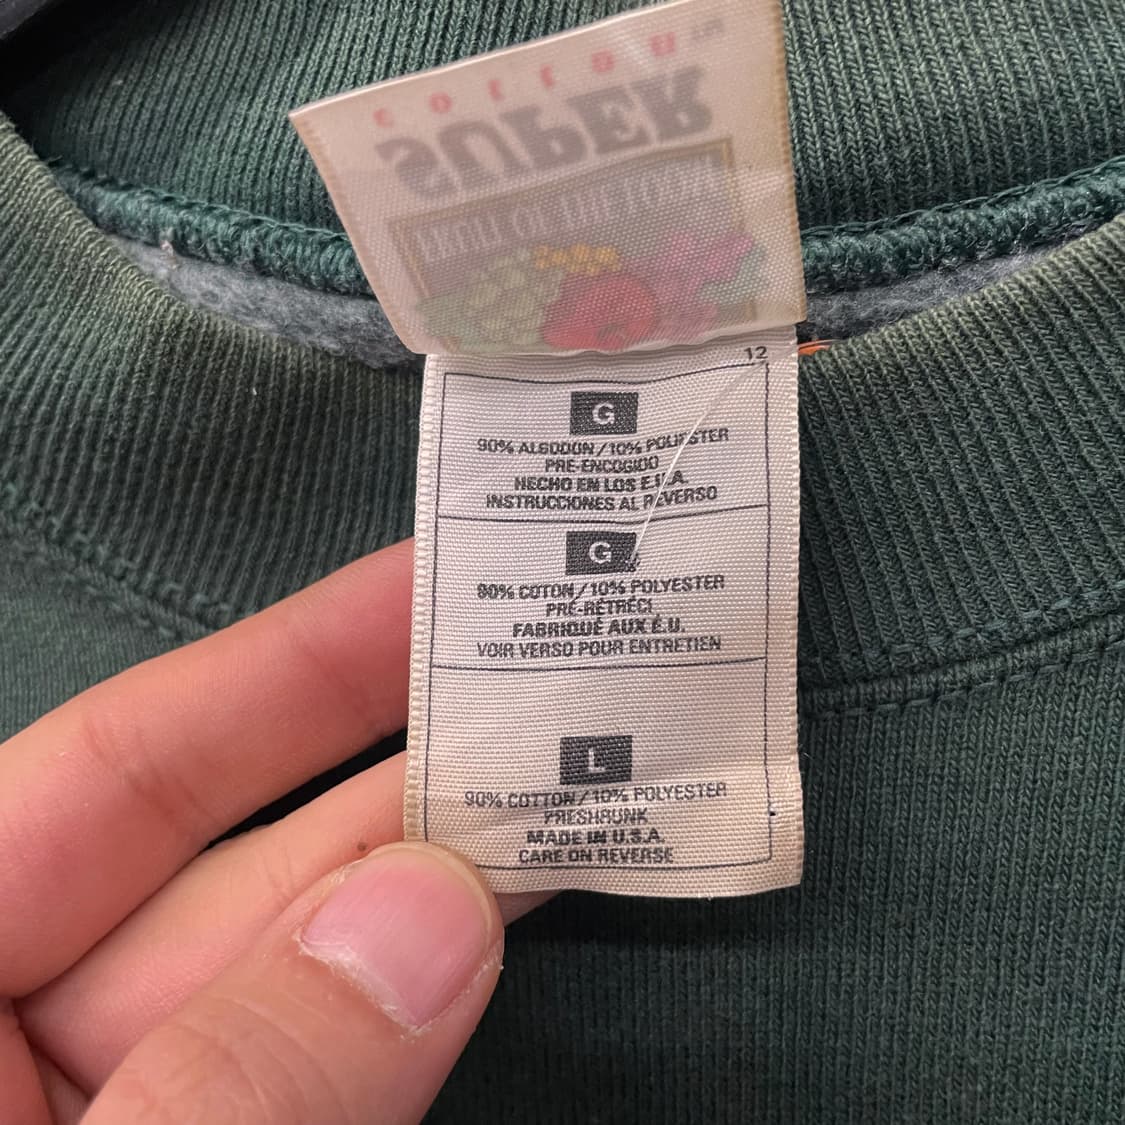 COTTON
SUPER
FRUIT OF THE LOOM
12
G
90% ALGODON/10% POLIESTER
PRE-ENCOGIDO
HECHO EN LOS E.U.A.
INSTRUCCIONES AL REVERSO
G
90% COTON/10% POLYESTER
PRÉ-RÉTRÉCI
FABRIQUÉ AUX É.U.
VOIR VERSO POUR ENTRETIEN
L
90% COTTON/10% POLYESTER
PRESHRUNK
MADE IN U.S.A.
CARE ON REVERSE